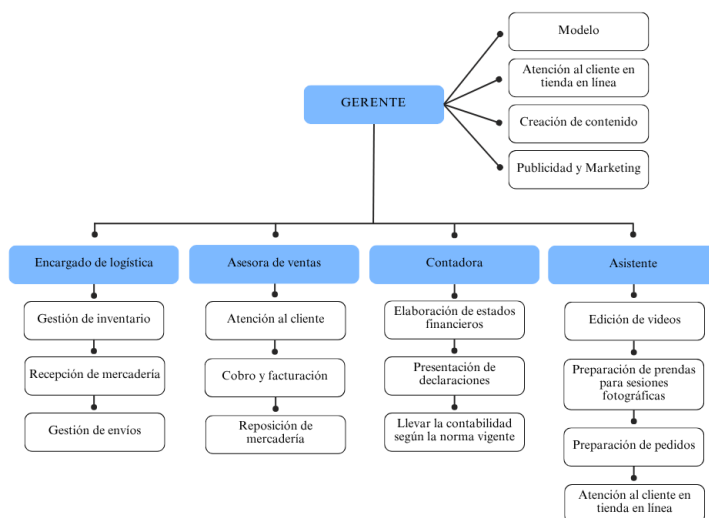 Modelo
Atención al cliente en
tienda en línea
GERENTE
Creación de contenido
Publicidad y Marketing
Encargado de logística
Asesora de ventas
Contadora
Asistente
Gestión de inventario
Recepción de mercadería
Gestión de envíos
Atención al cliente
Cobro y facturación
Reposición de
mercadería
Elaboración de estados
financieros
Presentación de
declaraciones
Llevar la contabilidad
según la norma vigente
Edición de videos
Preparación de prendas
para sesiones
fotográficas
Preparación de pedidos
Atención al cliente en
tienda en línea